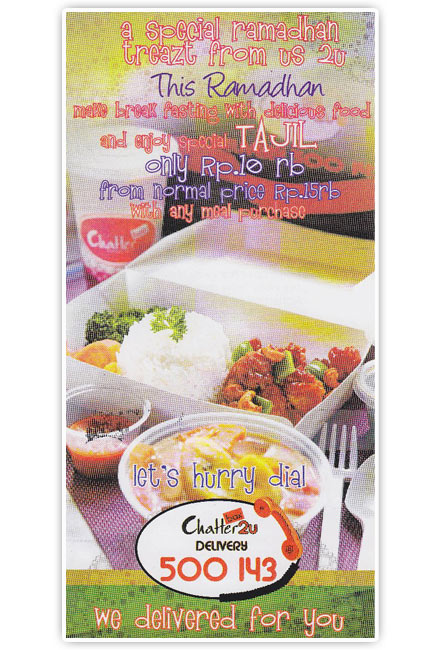 a special ramadhan
treazt from us 2u
This Ramadhan
make break fasting with delicious food
and enjoy special TAJIL
only Rp.10 rb
from normal price Rp.15rb
with any meal purchase
Chatter
let's hurry dial
Chatter2u
DELIVERY
500 143
we delivered for you